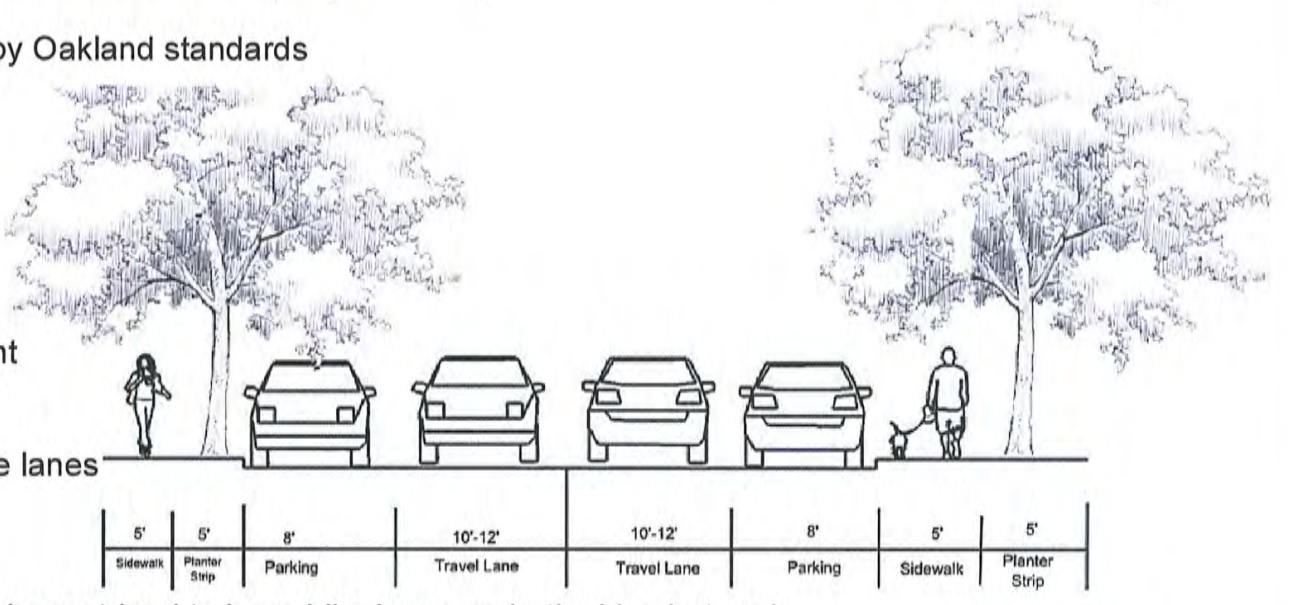 by Oakland standards
nt
e lanes
5' 5' 8' 10'-12' 10'-12' 8' 5' 5'
Sidewalk Planter Strip Parking Travel Lane Travel Lane Parking Sidewalk Planter Strip